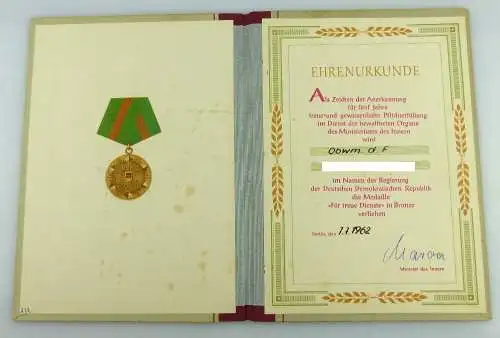 EHRENURKUNDE
Als Zeichen der Anerkennung
für fünf Jahre
treue und gewissenhafte Pflichterfüllung
im Dienst der bewaffneten Organe
des Ministeriums des Innern
wird
Obwm. d. F
im Namen der Regierung
der Deutschen Demokratischen Republik
die Medaille
»Für treue Dienste« in Bronze
verliehen
Berlin, den 1.7.1962
Minister des Innern